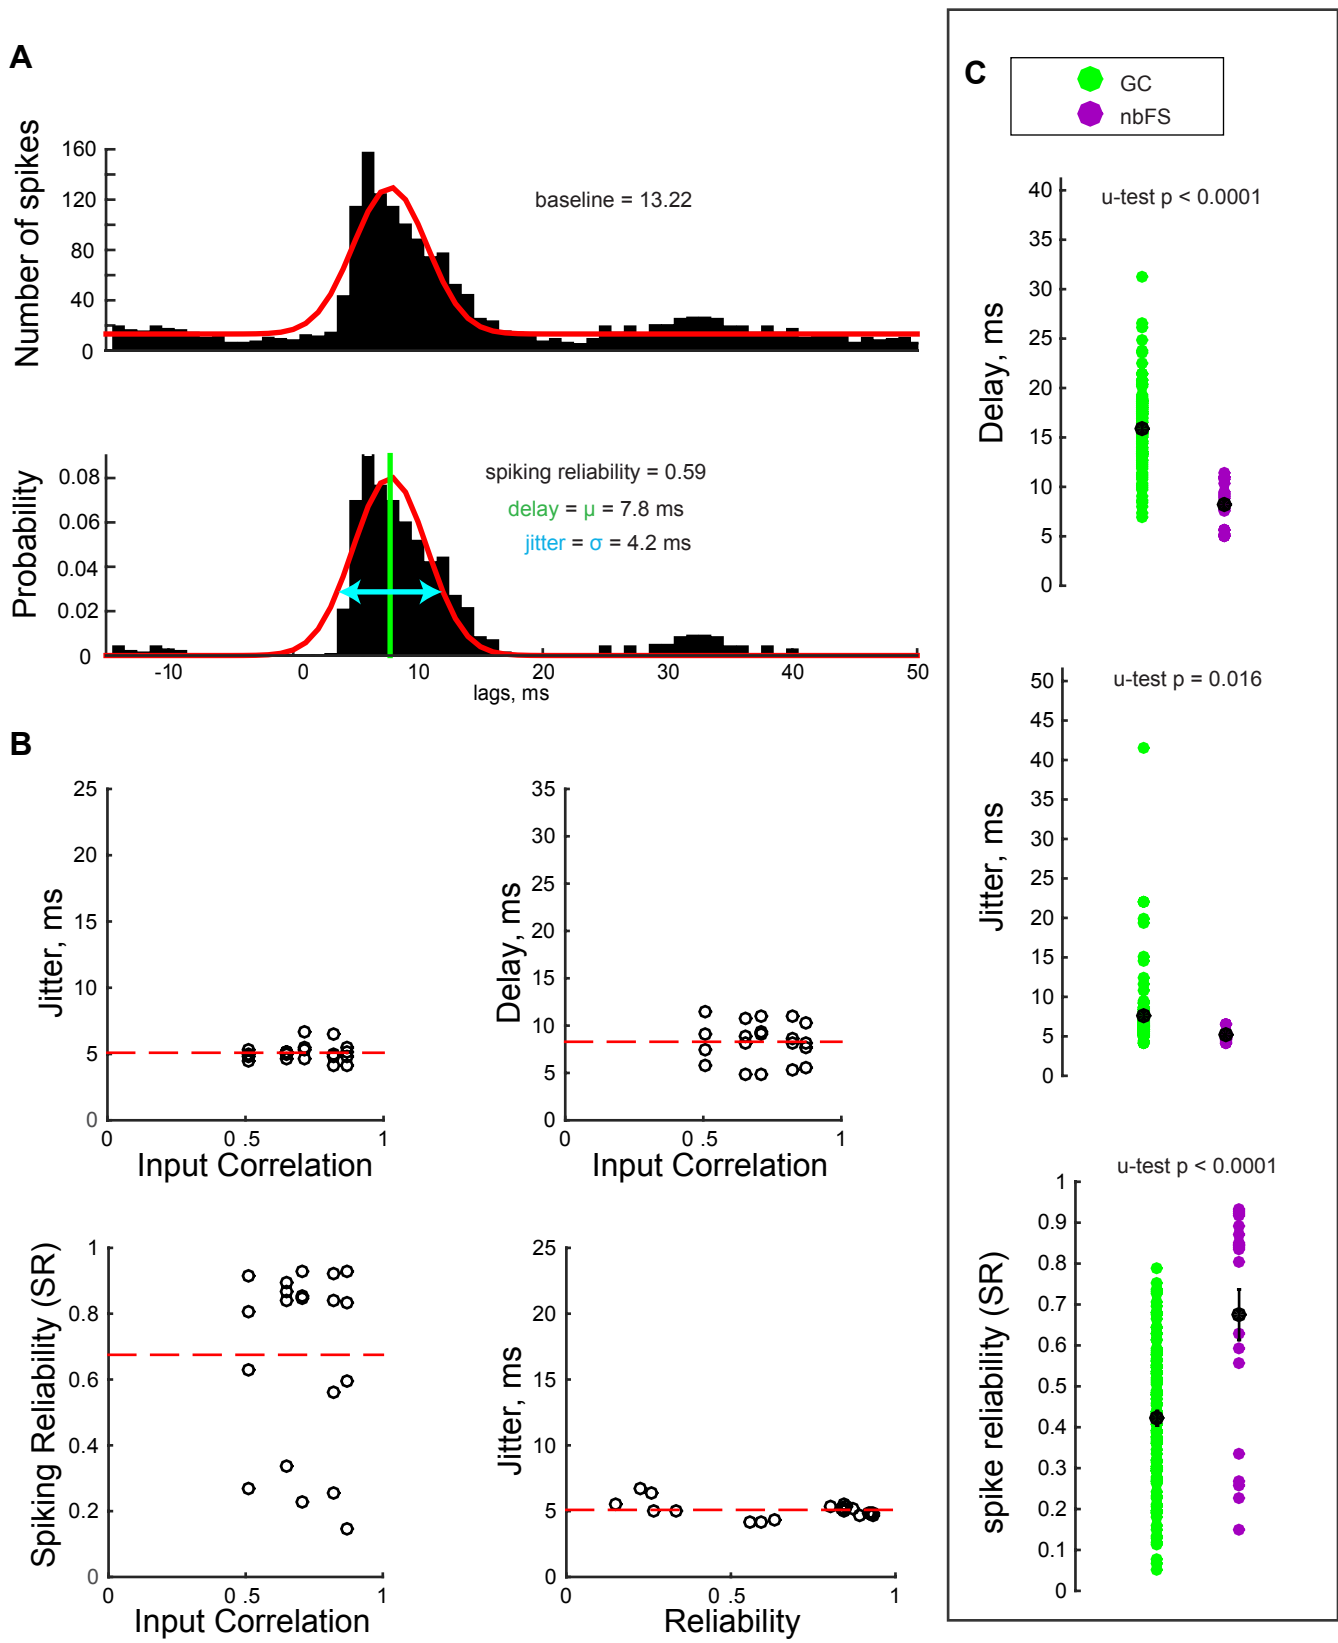 A
Number of spikes
160
120
80
40
0
baseline = 13.22
Probability
0.08
0.06
0.04
0.02
0
spiking reliability = 0.59
delay = μ = 7.8 ms
jitter = σ = 4.2 ms
-10 0 10 20 30 40 50
lags, ms
B
Jitter, ms
25
20
15
10
5
0
0 0 .5 1
Input Correlation
Delay, ms
35
30
25
20
15
10
5
0
0 0 .5 1
Input Correlation
Spiking Reliability (SR)
1
0.8
0.6
0.4
0.2
0
0 0 .5 1
Input Correlation
Jitter, ms
25
20
15
10
5
0
0 0 .5 1
Reliability
C
GC
nbFS
Delay, ms
40
35
30
25
20
15
10
5
0
u-test p < 0.0001
Jitter, ms
50
45
40
35
30
25
20
15
10
5
0
u-test p = 0.016
spike reliability (SR)
1
0.9
0.8
0.7
0.6
0.5
0.4
0.3
0.2
0.1
0
u-test p < 0.0001